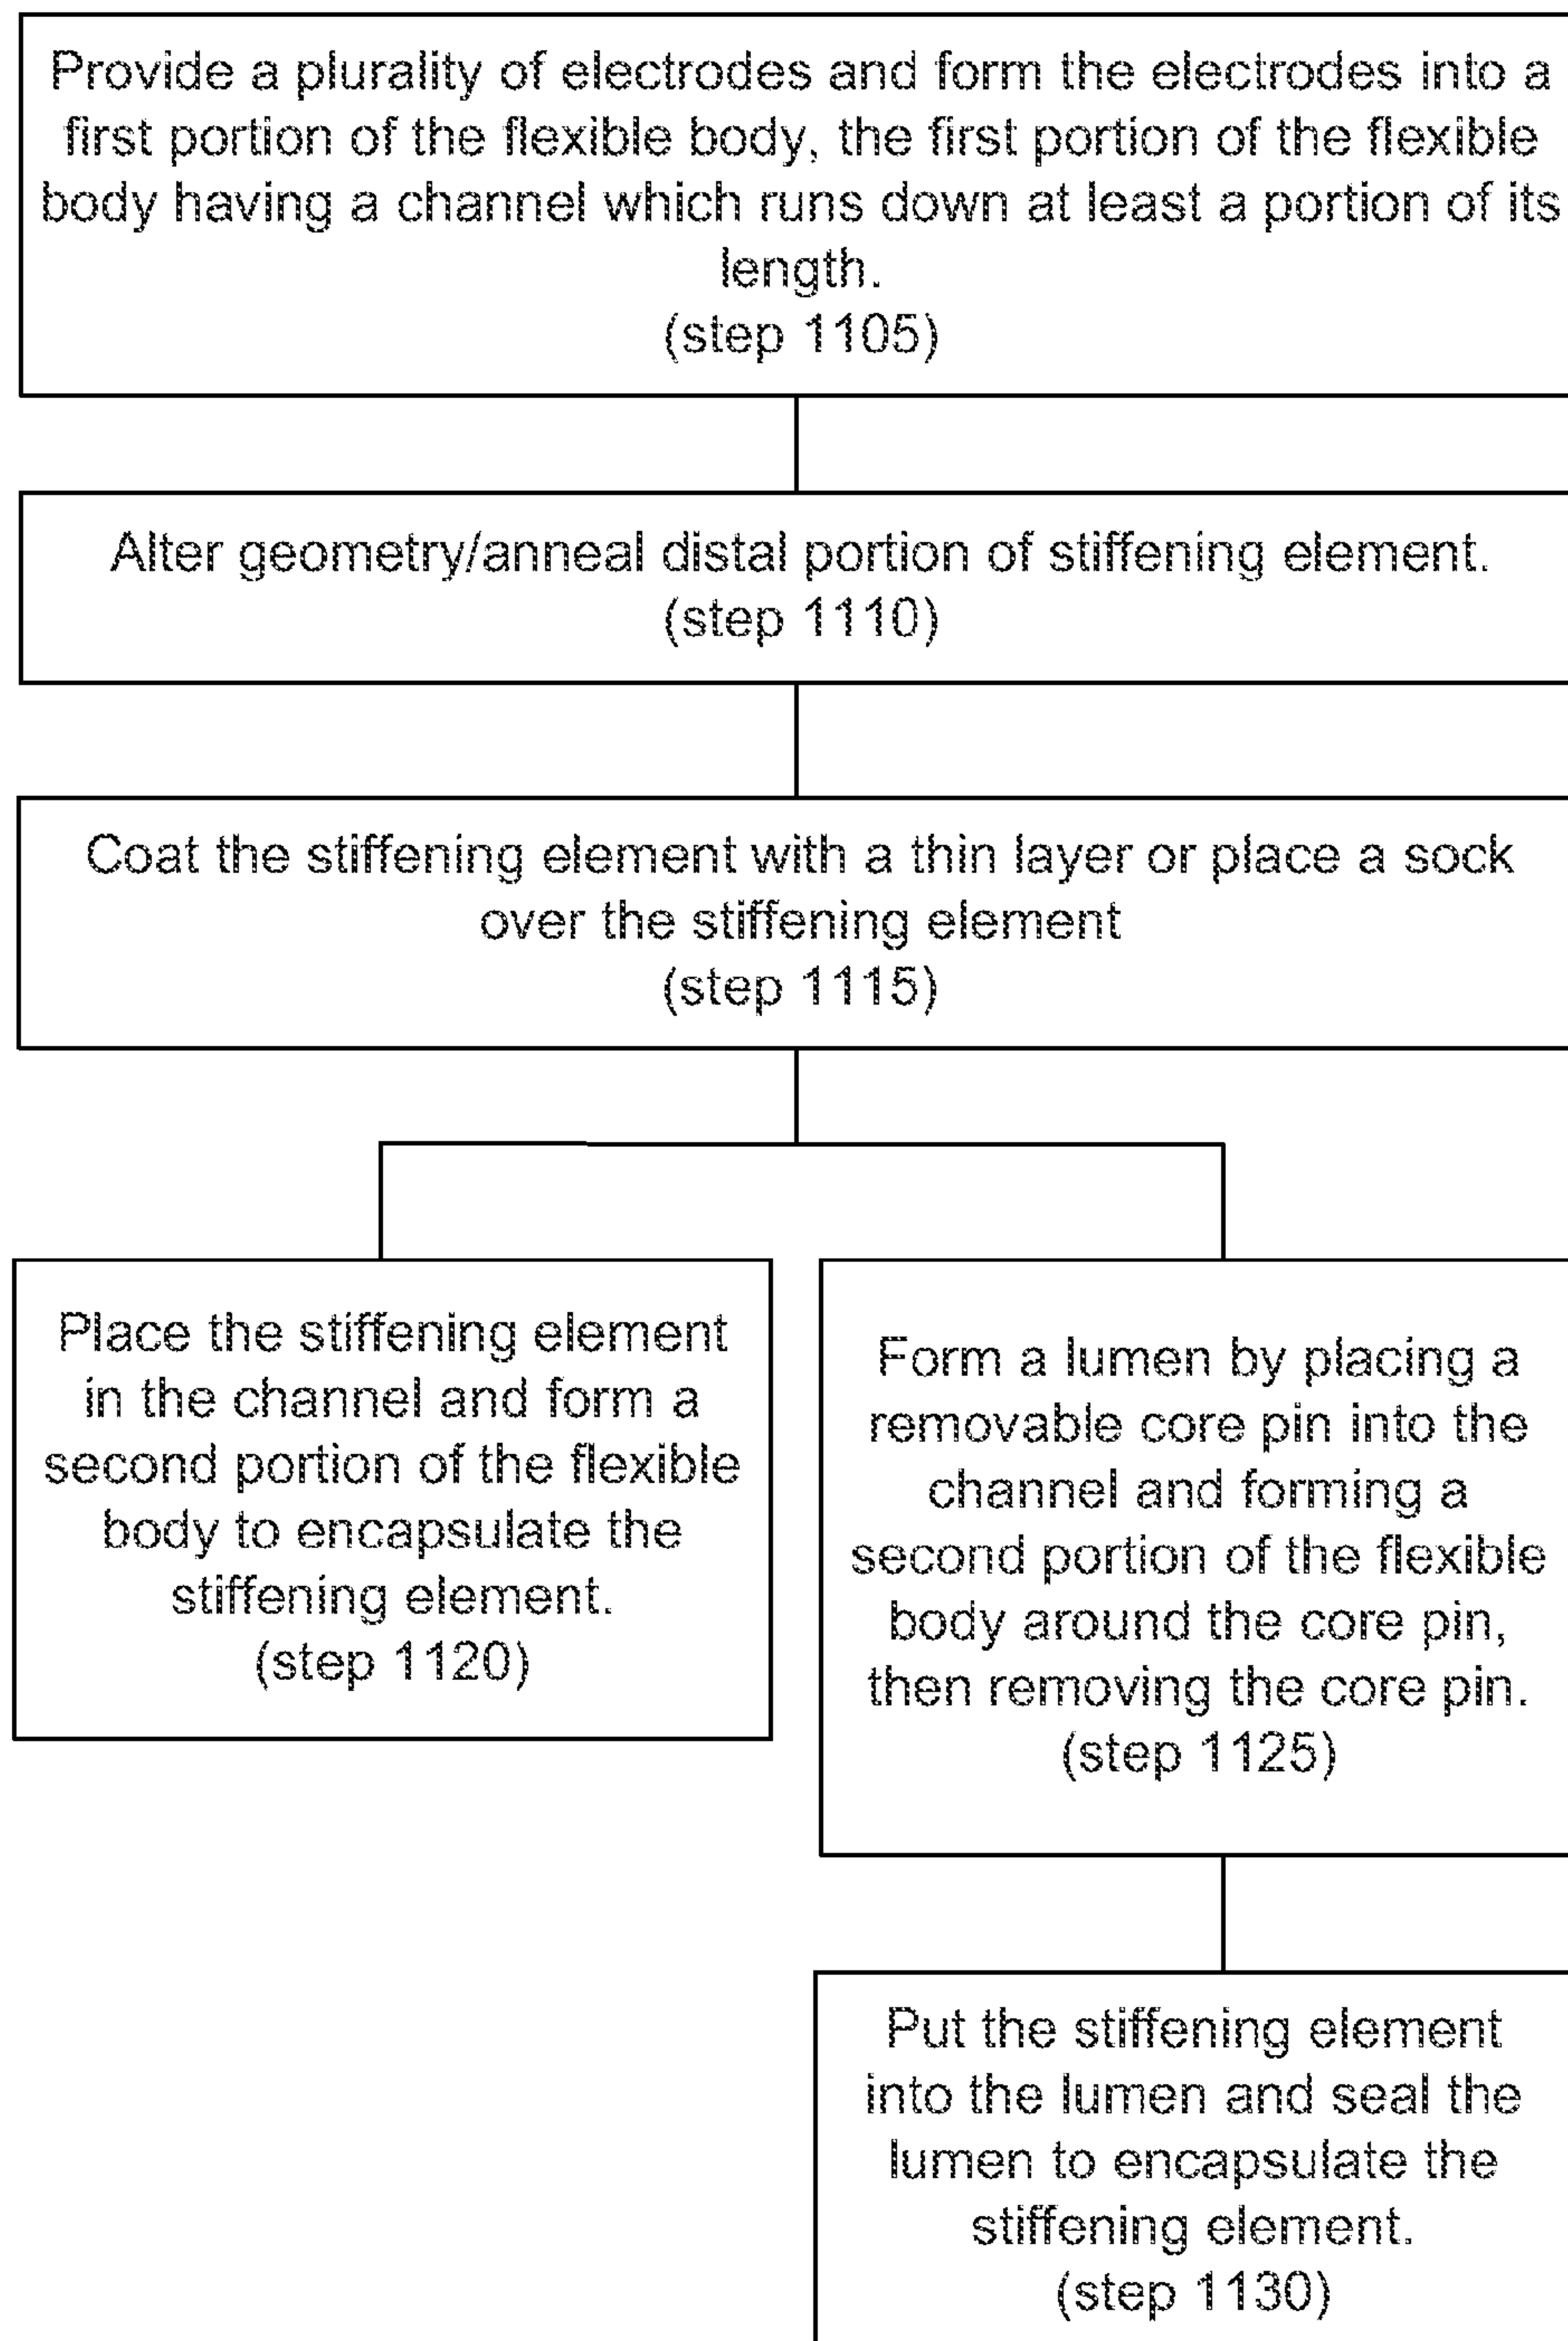 Provide a plurality of electrodes and form the electrodes into a
first portion of the flexible body, the first portion of the flexible
body having a channel which runs down at least a portion of its
length.
(step 1105)
Alter geometry/anneal distal portion of stiffening element.
(step 1110)
Coat the stiffening element with a thin layer or place a sock
over the stiffening element
(step 1115)
Place the stiffening element
in the channel and form a
second portion of the flexible
body to encapsulate the
stiffening element.
(step 1120)
Form a lumen by placing a
removable core pin into the
channel and forming a
second portion of the flexible
body around the core pin,
then removing the core pin.
(step 1125)
Put the stiffening element
into the lumen and seal the
lumen to encapsulate the
stiffening element.
(step 1130)